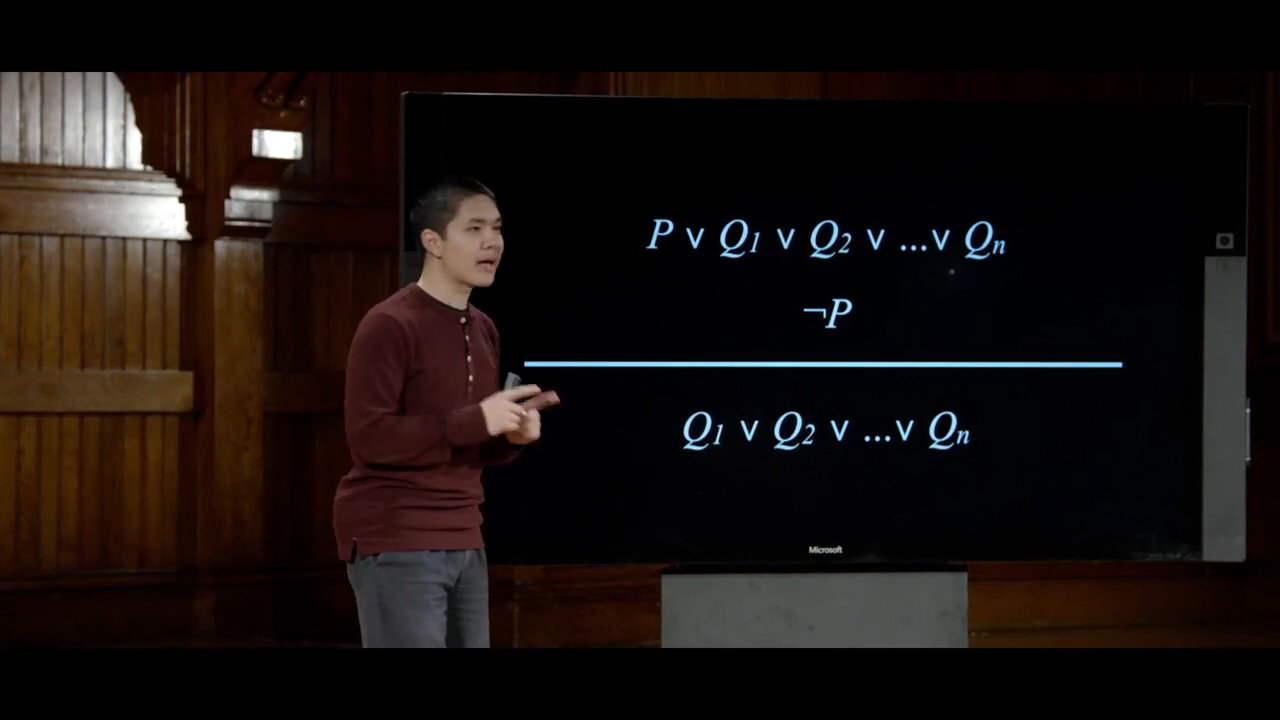 P ∨ Q₁ ∨ Q₂ ∨ ...∨ Qₙ
¬P
Q₁ ∨ Q₂ ∨ ...∨ Qₙ
Microsoft